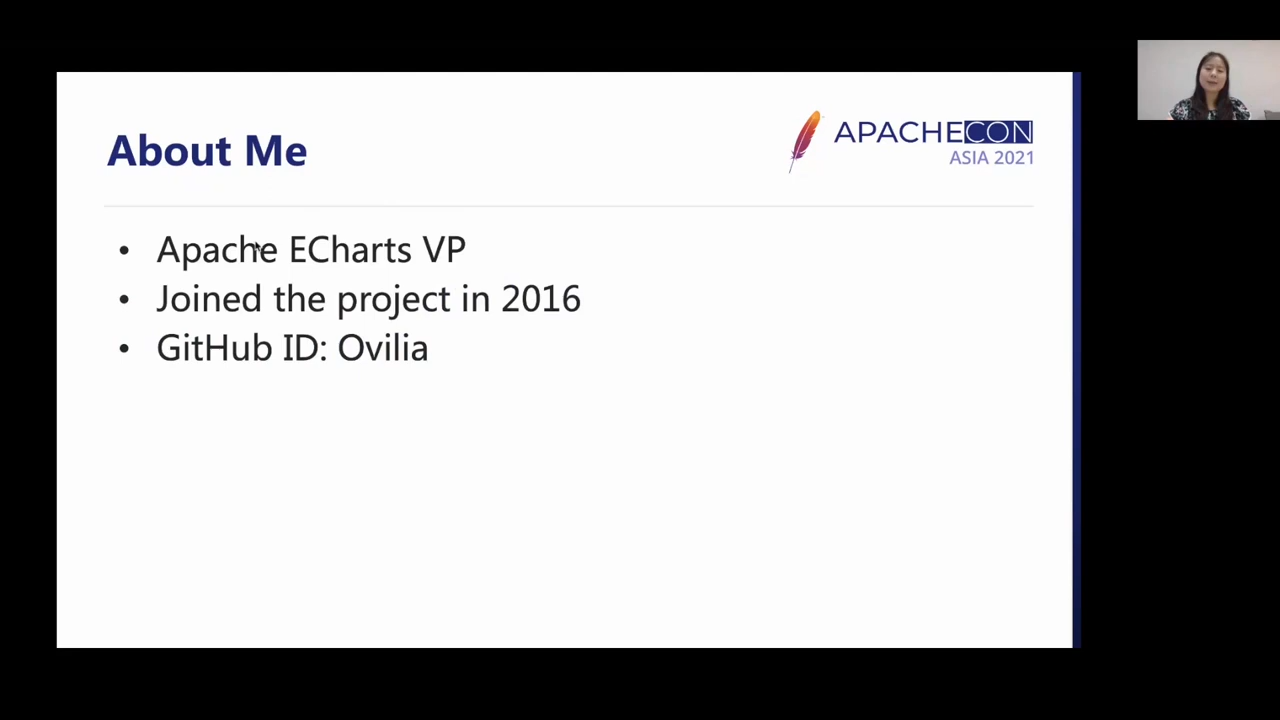 About Me
APACHECON
ASIA 2021
• Apache ECharts VP
• Joined the project in 2016
• GitHub ID: Ovilia